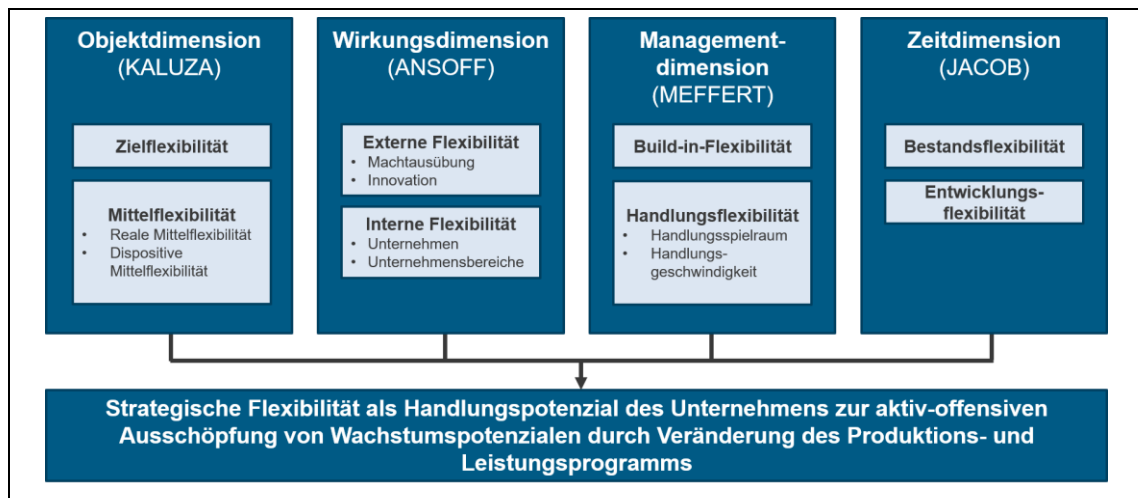 Objektdimension
(KALUZA)
Zielflexibilität
Mittelflexibilität
• Reale Mittelflexibilität
• Dispositive
Mittelflexibilität
Wirkungsdimension
(ANSOFF)
Externe Flexibilität
• Machtausübung
• Innovation
Interne Flexibilität
• Unternehmen
• Unternehmensbereiche
Management-
dimension
(MEFFERT)
Build-in-Flexibilität
Handlungsflexibilität
• Handlungsspielraum
• Handlungs-
geschwindigkeit
Zeitdimension
(JACOB)
Bestandsflexibilität
Entwicklungs-
flexibilität
Strategische Flexibilität als Handlungspotenzial des Unternehmens zur aktiv-offensiven
Ausschöpfung von Wachstumspotenzialen durch Veränderung des Produktions- und
Leistungsprogramms